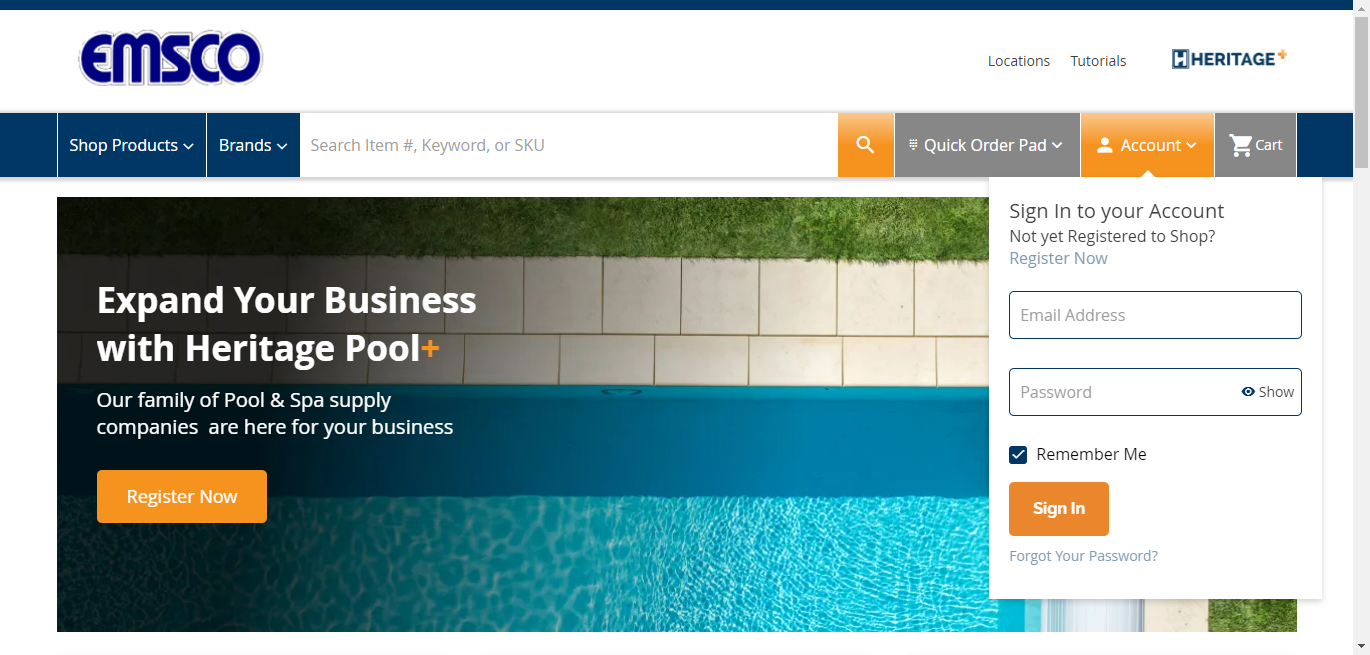 EMSCO
Locations
Tutorials
HERITAGE+
Shop Products
Brands
Search Item #, Keyword, or SKU
Quick Order Pad
Account
Cart
Expand Your Business
with Heritage Pool+
Our family of Pool & Spa supply
companies are here for your business
Register Now
Sign In to your Account
Not yet Registered to Shop?
Register Now
Email Address
Password
Show
Remember Me
Sign In
Forgot Your Password?